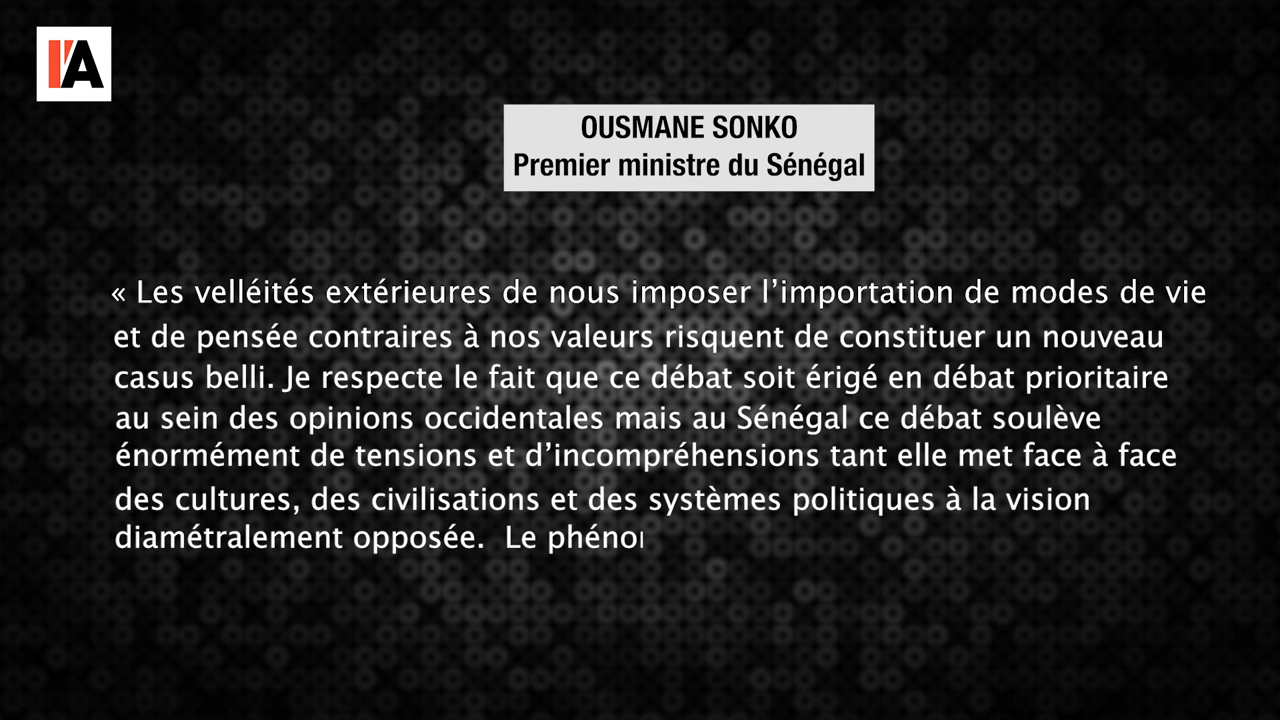 I'A
OUSMANE SONKO
Premier ministre du Sénégal
« Les velléités extérieures de nous imposer l’importation de modes de vie
et de pensée contraires à nos valeurs risquent de constituer un nouveau
casus belli. Je respecte le fait que ce débat soit érigé en débat prioritaire
au sein des opinions occidentales mais au Sénégal ce débat soulève
énormément de tensions et d’incompréhensions tant elle met face à face
des cultures, des civilisations et des systèmes politiques à la vision
diamétralement opposée. Le phéno